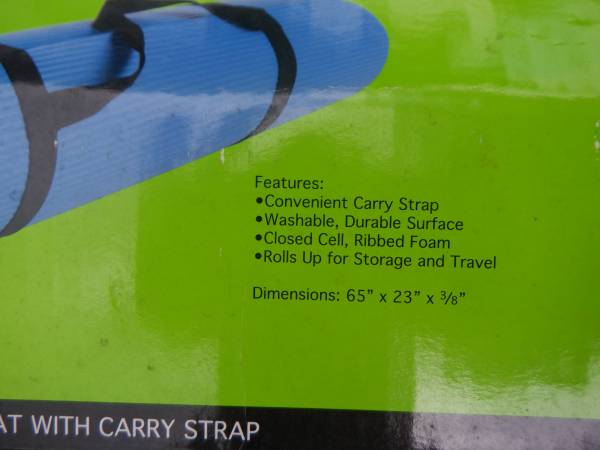 Features:
•Convenient Carry Strap
•Washable, Durable Surface
•Closed Cell, Ribbed Foam
•Rolls Up for Storage and Travel
Dimensions: 65” x 23” x ⅜”
AT WITH CARRY STRAP